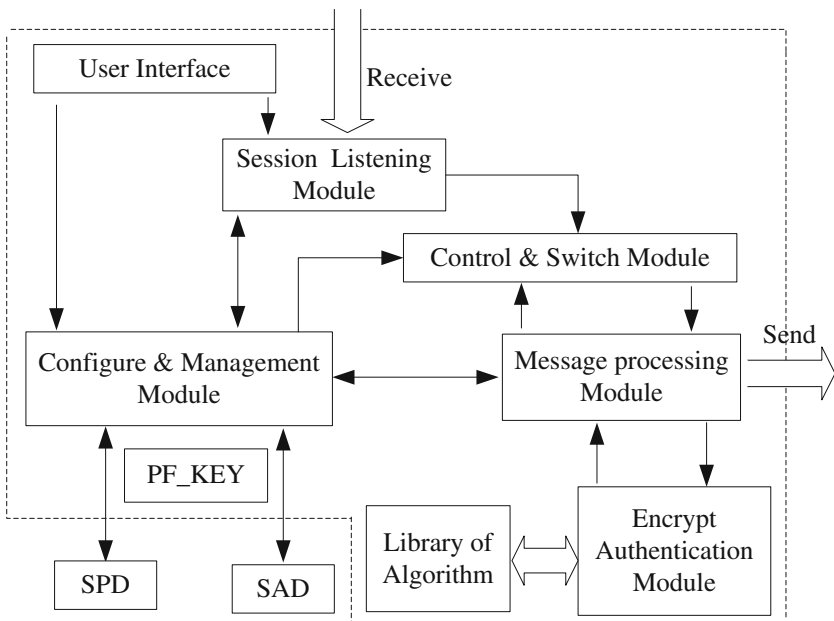 User Interface
Receive
Session Listening
Module
Control & Switch Module
Send
Configure & Management
Module
Message processing
Module
PF_KEY
Library of
Algorithm
Encrypt
Authentication
Module
SPD
SAD